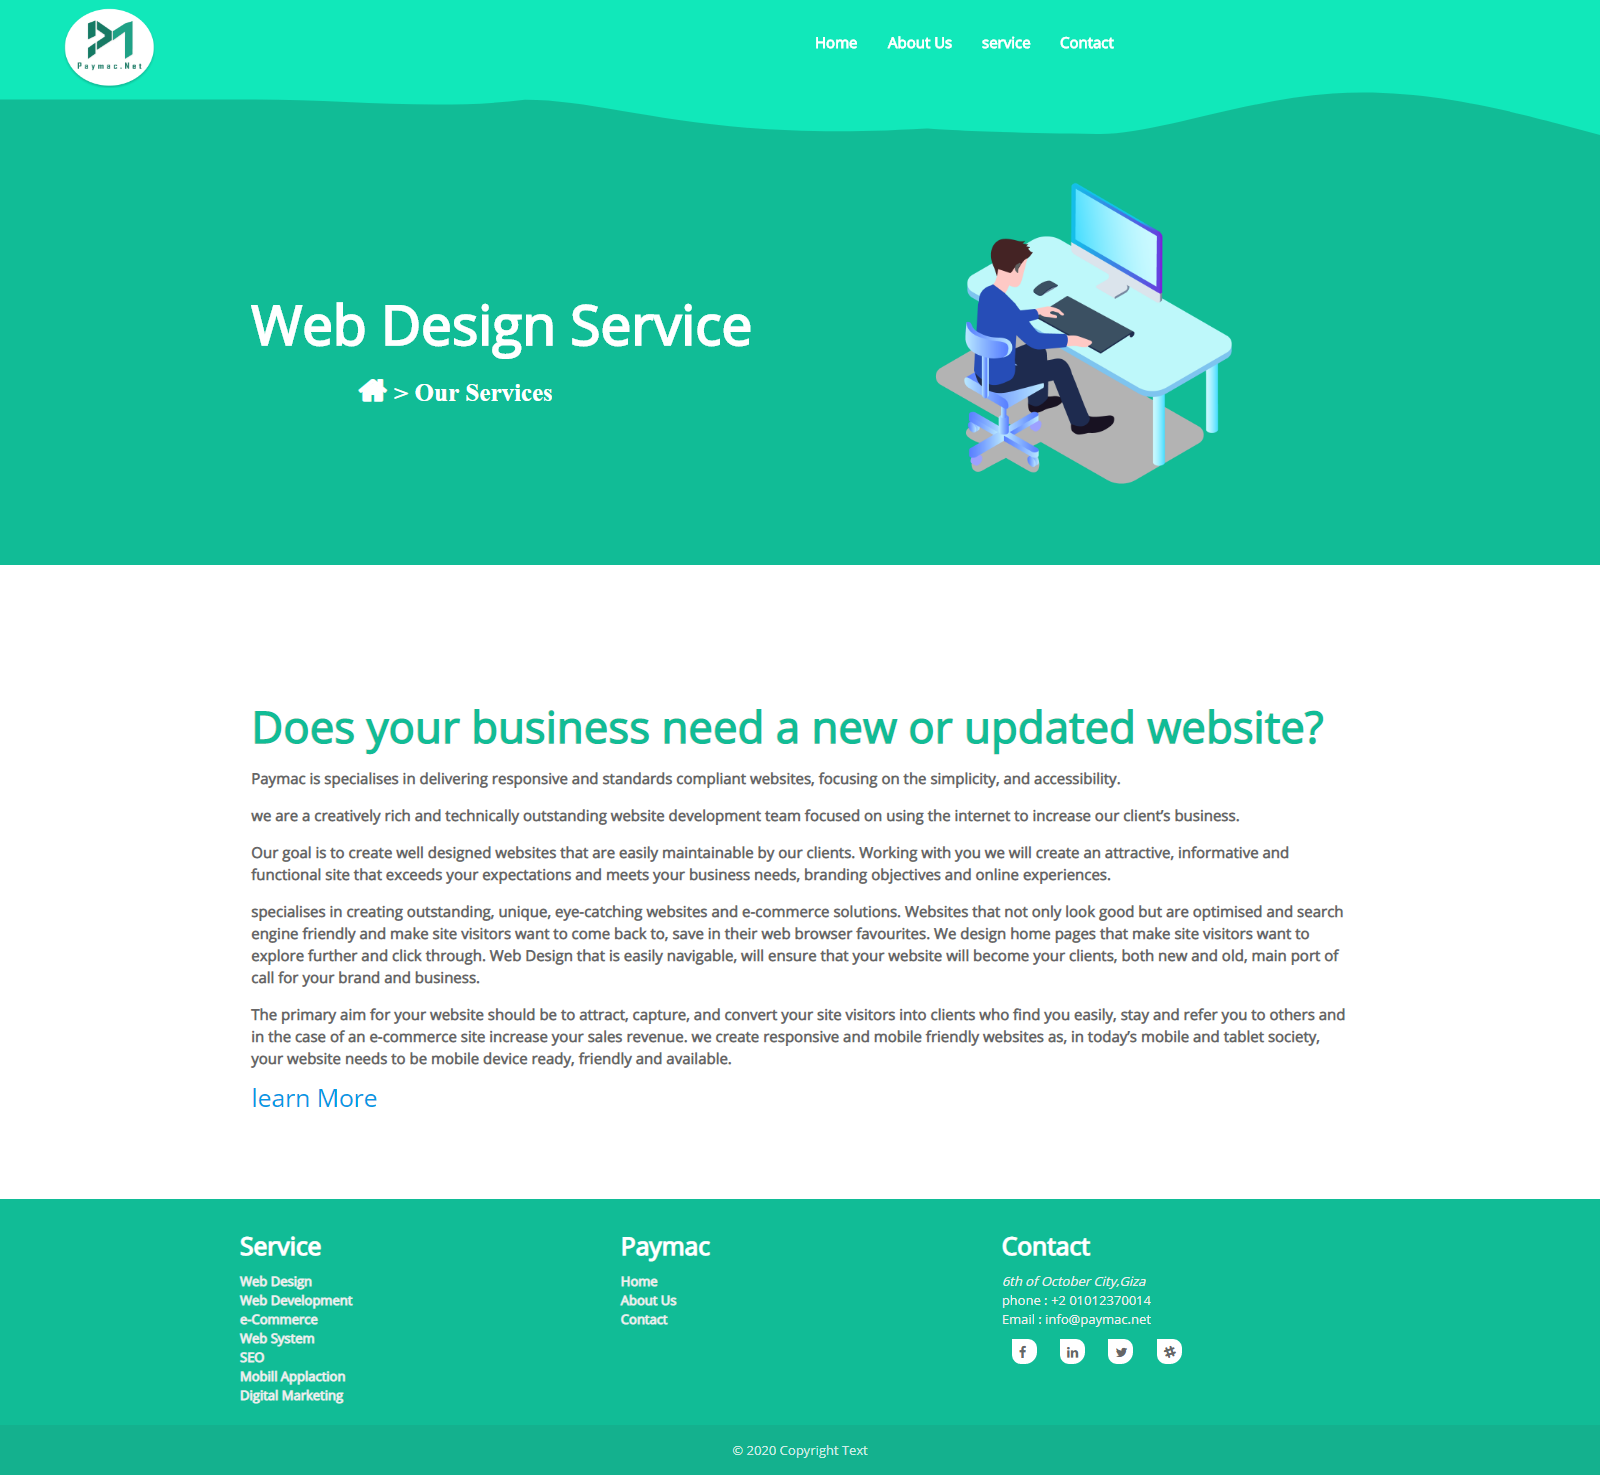 Paymac.Net
Home About Us service Contact
Web Design Service
> Our Services
Does your business need a new or updated website?
Paymac is specialises in delivering responsive and standards compliant websites, focusing on the simplicity, and accessibility.
we are a creatively rich and technically outstanding website development team focused on using the internet to increase our client’s business.
Our goal is to create well designed websites that are easily maintainable by our clients. Working with you we will create an attractive, informative and
functional site that exceeds your expectations and meets your business needs, branding objectives and online experiences.
specialises in creating outstanding, unique, eye-catching websites and e-commerce solutions. Websites that not only look good but are optimised and search
engine friendly and make site visitors want to come back to, save in their web browser favourites. We design home pages that make site visitors want to
explore further and click through. Web Design that is easily navigable, will ensure that your website will become your clients, both new and old, main port of
call for your brand and business.
The primary aim for your website should be to attract, capture, and convert your site visitors into clients who find you easily, stay and refer you to others and
in the case of an e-commerce site increase your sales revenue. we create responsive and mobile friendly websites as, in today’s mobile and tablet society,
your website needs to be mobile device ready, friendly and available.
learn More
Service
Web Design
Web Development
e-Commerce
Web System
SEO
Mobill Applaction
Digital Marketing
Paymac
Home
About Us
Contact
Contact
6th of October City,Giza
phone : +2 01012370014
Email : info@paymac.net
© 2020 Copyright Text